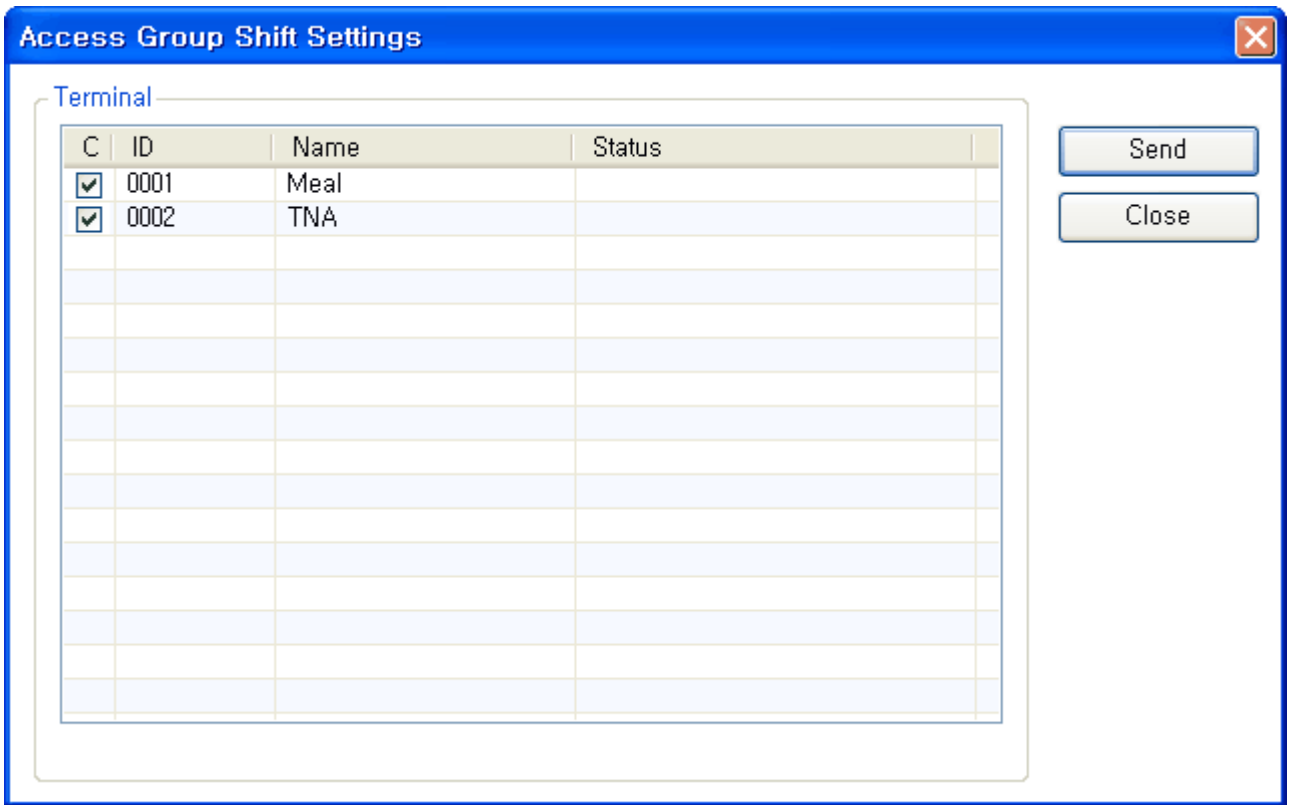 Access Group Shift Settings
Terminal
C ID Name Status
0001 Meal
0002 TNA
Send
Close